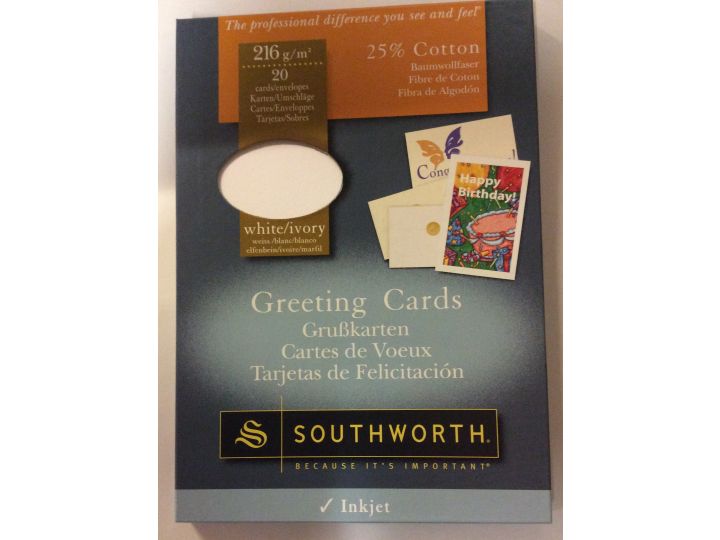 The professional difference you see and feel®
216 g/m²
20
cards/envelopes
Karten/Umschläge
Cartes/Enveloppes
Tarjetas/Sobres
25% Cotton
Baumwollfaser
Fibre de Coton
Fibra de Algodón
Happy
Birthday!
white/ivory
weiss/blanc/blanco
elfenbein/ivoire/marfil
Greeting Cards
Grußkarten
Cartes de Voeux
Tarjetas de Felicitación
S SOUTHWORTH®
BECAUSE IT'S IMPORTANT®
✓ Inkjet